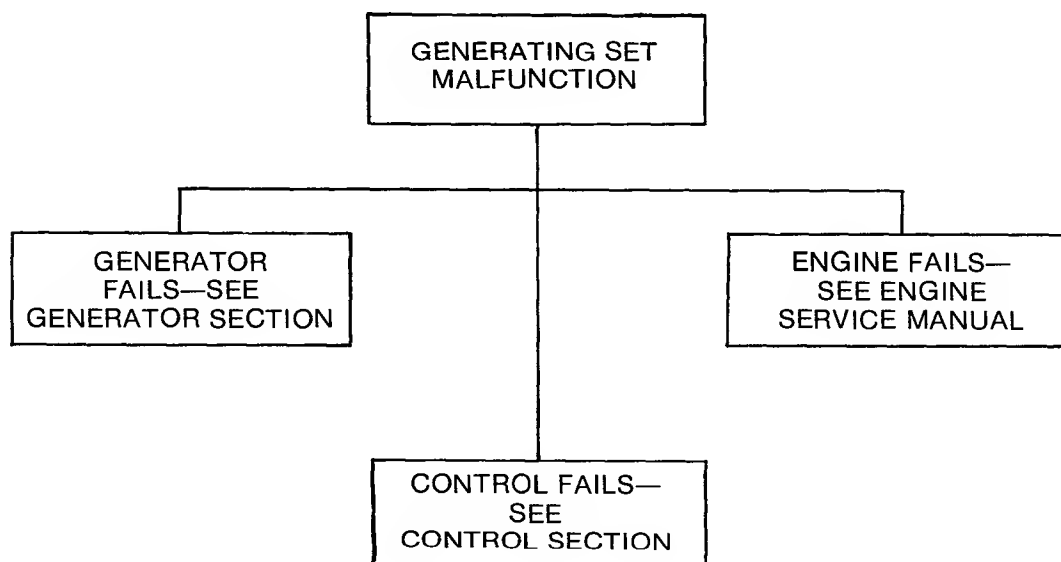 GENERATING SET
MALFUNCTION
GENERATOR
FAILS—SEE
GENERATOR SECTION
ENGINE FAILS—
SEE ENGINE
SERVICE MANUAL
CONTROL FAILS—
SEE
CONTROL SECTION